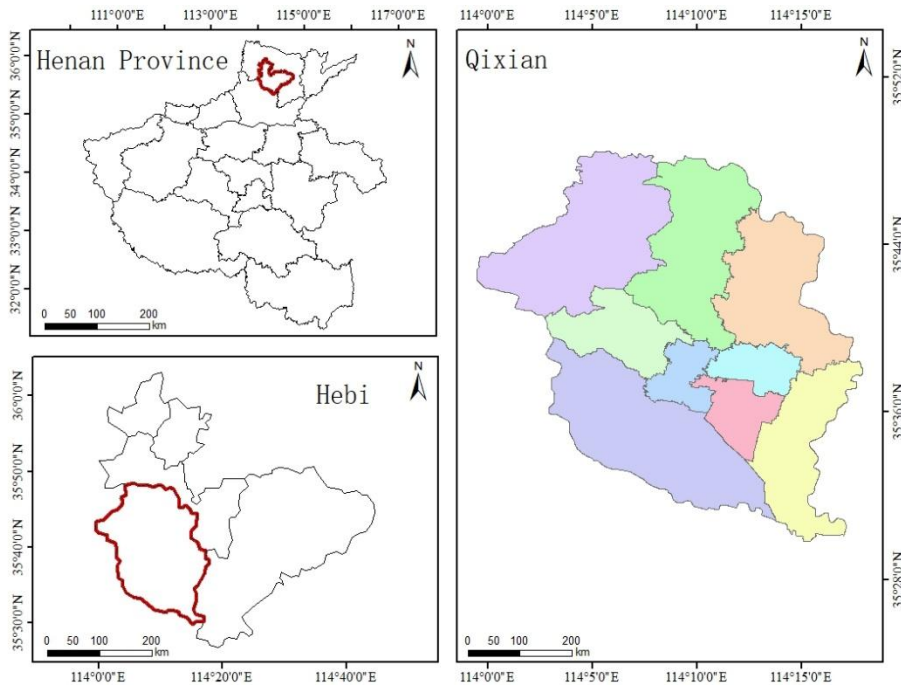 111°0'0"E 113°0'0"E 115°0'0"E 117°0'0"E
Henan Province
N
36°0'0"N
35°0'0"N
34°0'0"N
33°0'0"N
32°0'0"N
0 50 100 200
km
Hebi
N
36°0'0"N
35°50'0"N
35°40'0"N
35°30'0"N
0 50 100 200
km
114°0'0"E 114°20'0"E 114°40'0"E
114°0'0"E 114°5'0"E 114°10'0"E 114°15'0"E
Qixian
N
35°52'0"N
35°44'0"N
35°36'0"N
35°28'0"N
0 50 100 200
km
114°0'0"E 114°5'0"E 114°10'0"E 114°15'0"E